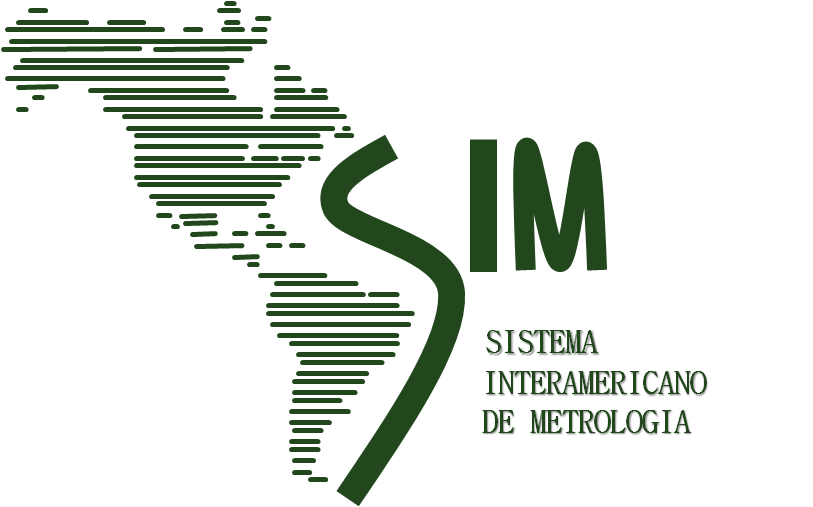 SIM
SISTEMA
INTERAMERICANO
DE METROLOGIA